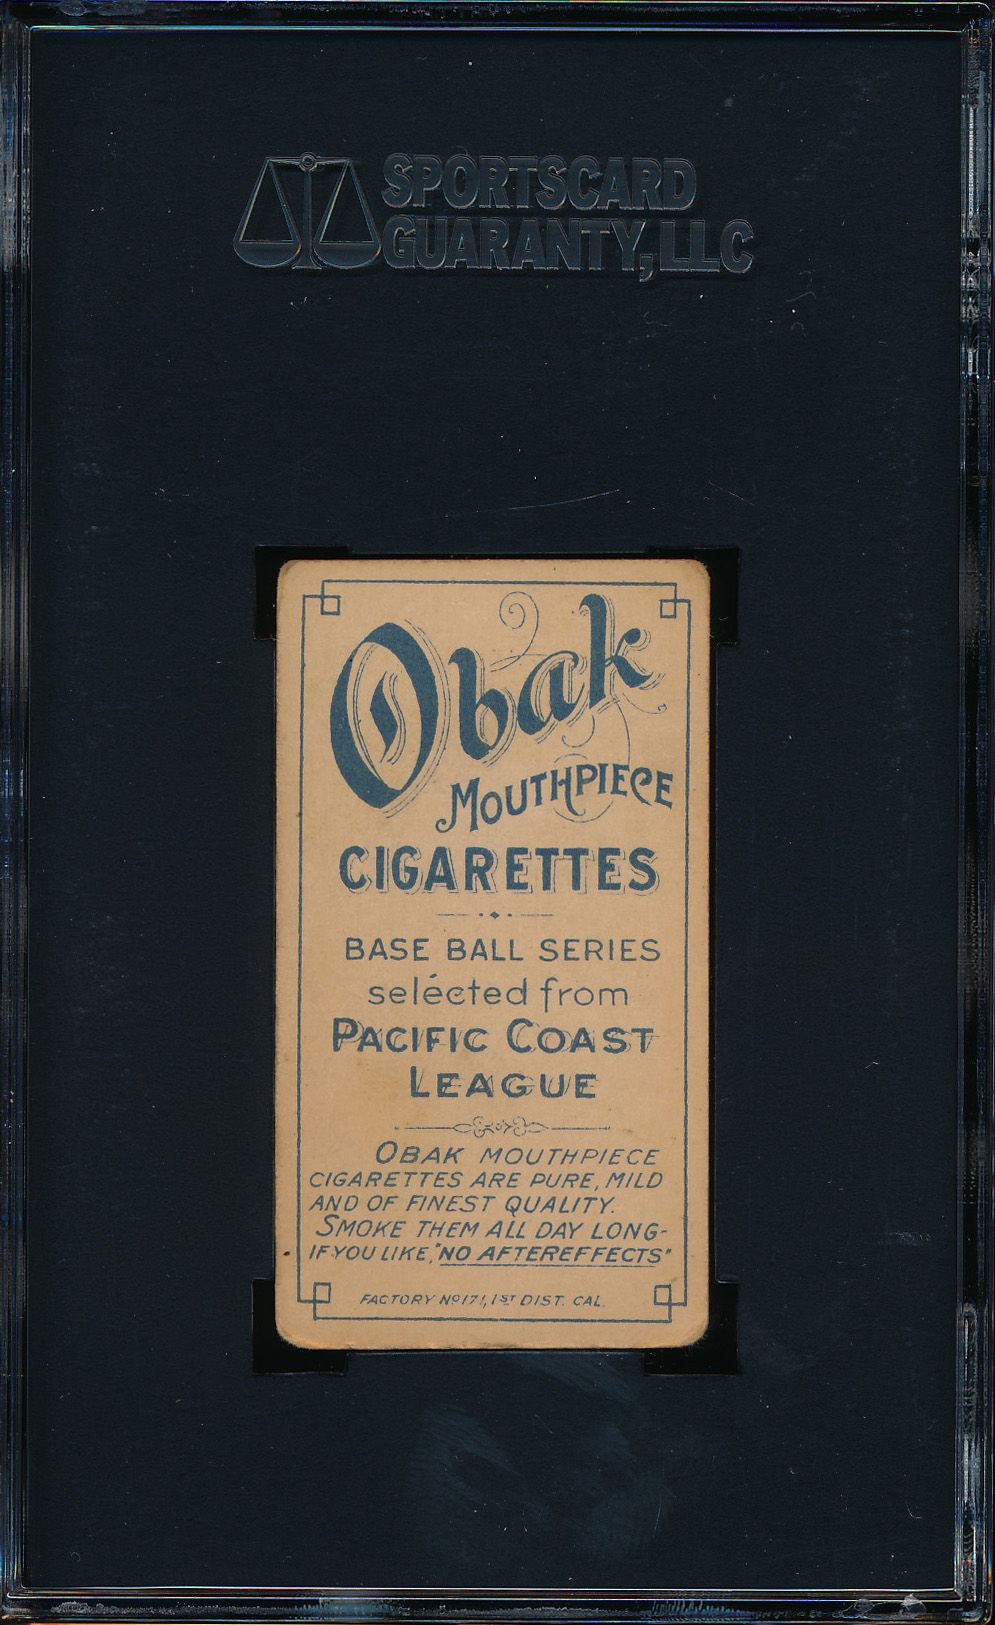 SPORTSCARD
GUARANTY, LLC
Obak
MOUTHPIECE
CIGARETTES
BASE BALL SERIES
selected from
PACIFIC COAST
LEAGUE
OBAK MOUTHPIECE
CIGARETTES ARE PURE, MILD
AND OF FINEST QUALITY.
SMOKE THEM ALL DAY LONG-
IF YOU LIKE, "NO AFTEREFFECTS"
FACTORY No 171, 1ST DIST. CAL.